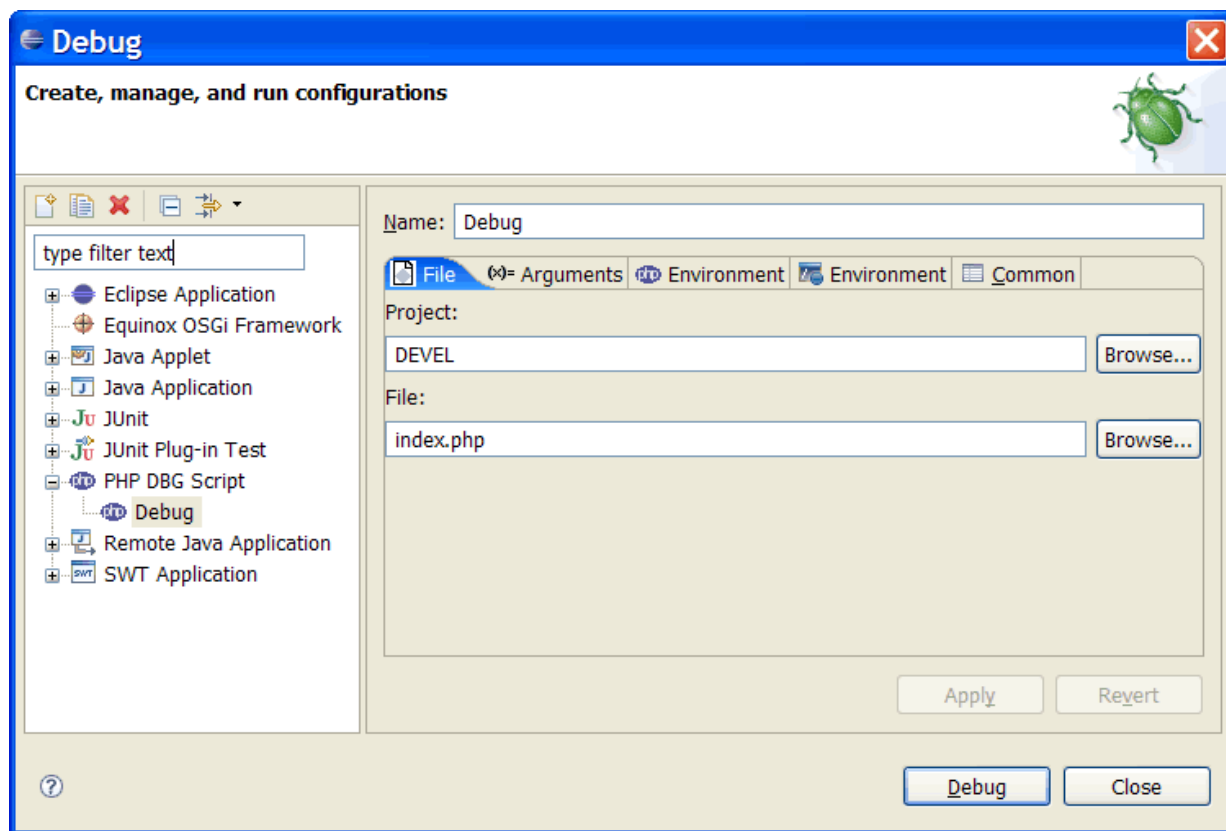 Debug
Create, manage, and run configurations
type filter text
Eclipse Application
Equinox OSGi Framework
Java Applet
Java Application
JUnit
JUnit Plug-in Test
PHP DBG Script
Debug
Remote Java Application
SWT Application
Name: Debug
File (x)= Arguments Environment Environment Common
Project:
DEVEL Browse...
File:
index.php Browse...
Apply Revert
Debug Close